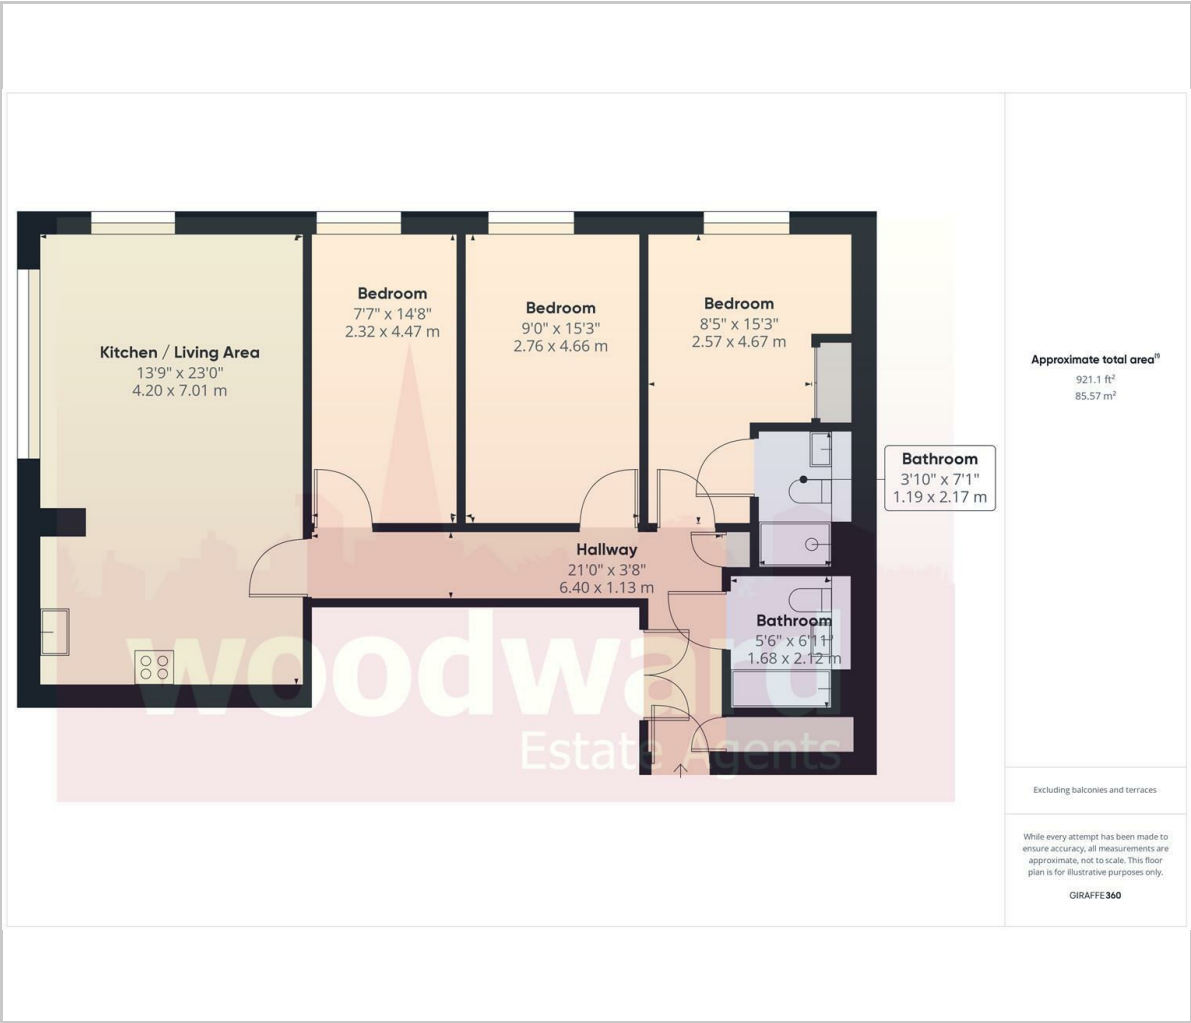 Kitchen / Living Area
13'9" x 23'0"
4.20 x 7.01 m
Bedroom
7'7" x 14'8"
2.32 x 4.47 m
Bedroom
9'0" x 15'3"
2.76 x 4.66 m
Bedroom
8'5" x 15'3"
2.57 x 4.67 m
Bathroom
3'10" x 7'1"
1.19 x 2.17 m
Hallway
21'0" x 3'8"
6.40 x 1.13 m
Bathroom
5'6" x 6'11"
1.68 x 2.12 m
woodward
Estate Agents
Approximate total area⁽¹⁾
921.1 ft²
85.57 m²
Excluding balconies and terraces
While every attempt has been made to
ensure accuracy, all measurements are
approximate, not to scale. This floor
plan is for illustrative purposes only.
GIRAFFE360